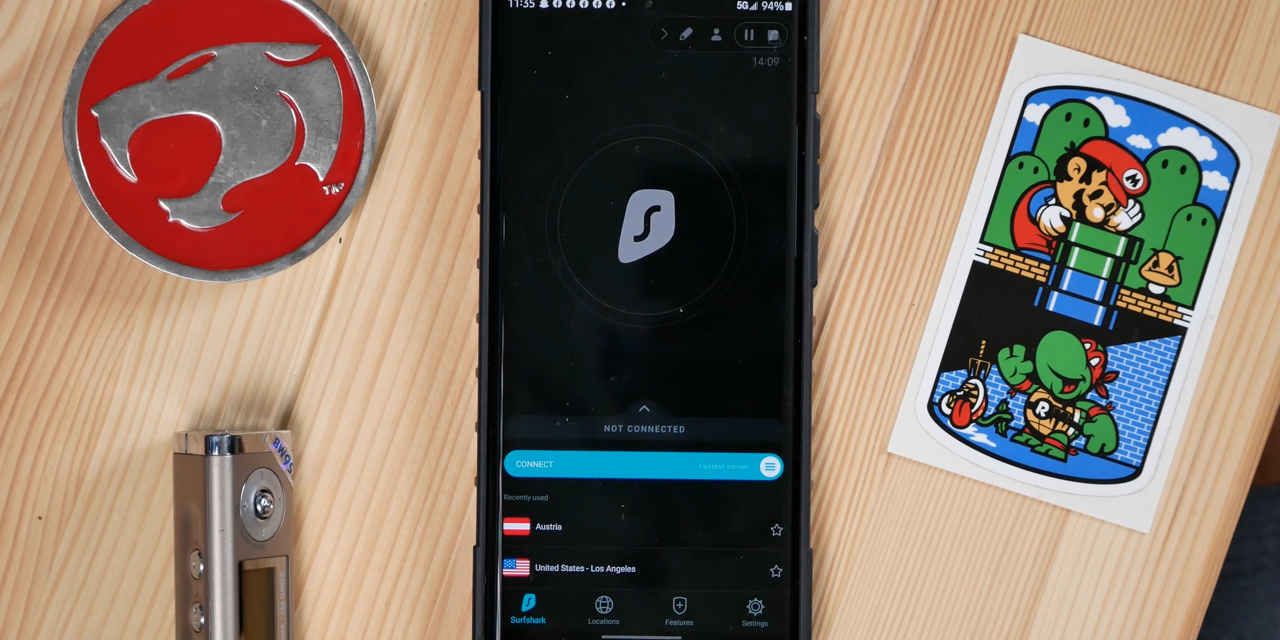 11:35
5G 94%
14:09
NOT CONNECTED
CONNECT
Fastest server
Recently used
Austria
United States - Los Angeles
Surfshark
Locations
Features
Settings
TM
M
R